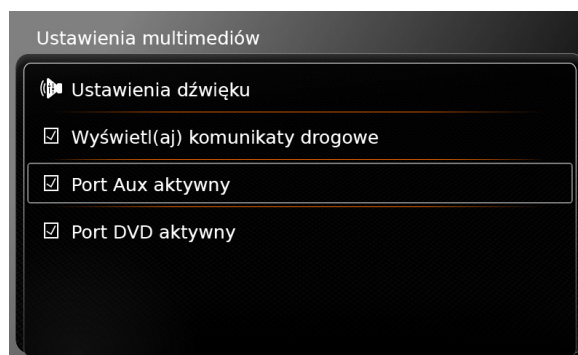 Ustawienia multimediów
Ustawienia dźwięku
Wyświetl(aj) komunikaty drogowe
Port Aux aktywny
Port DVD aktywny